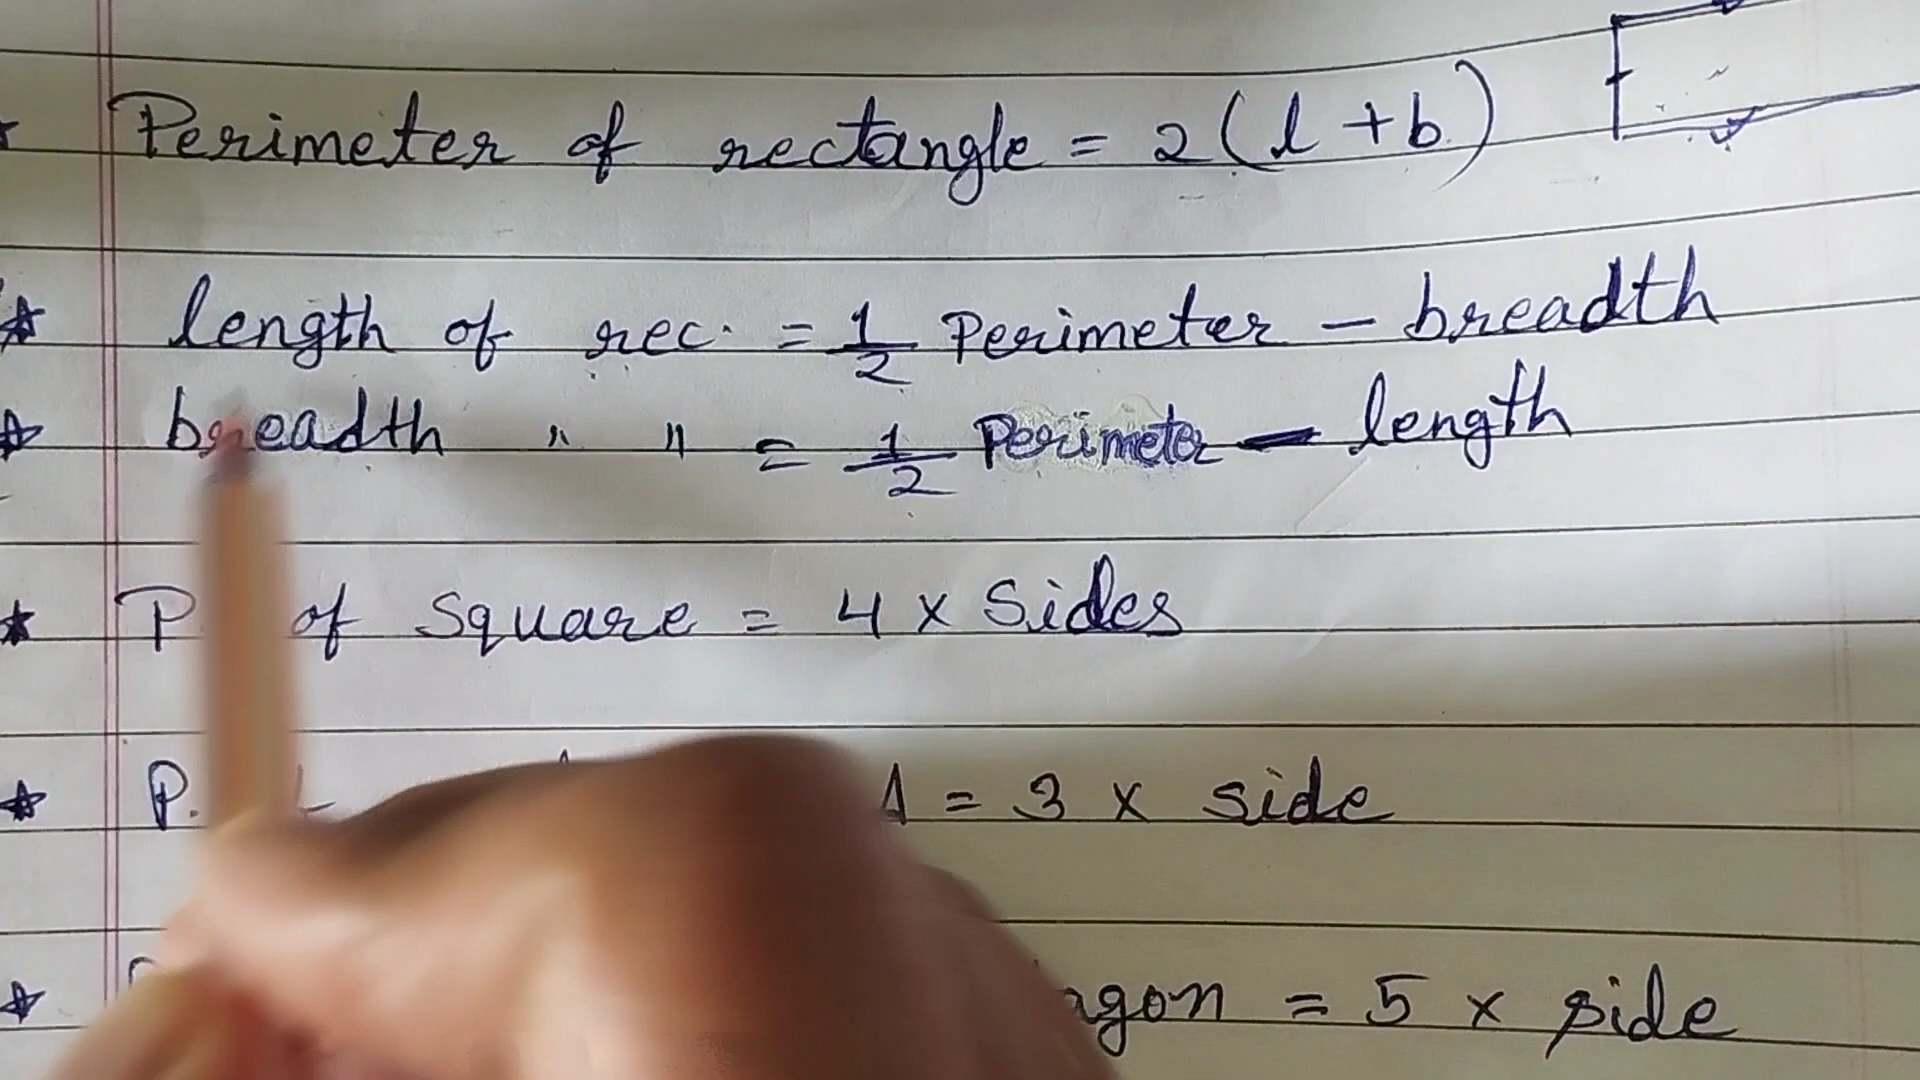 Perimeter of rectangle = 2(l+b)
length of rec. = 1/2 Perimeter - breadth
breadth " " = 1/2 Perimeter - length
P. of Square = 4 x Sides
P. = 3 x side
= 5 x side